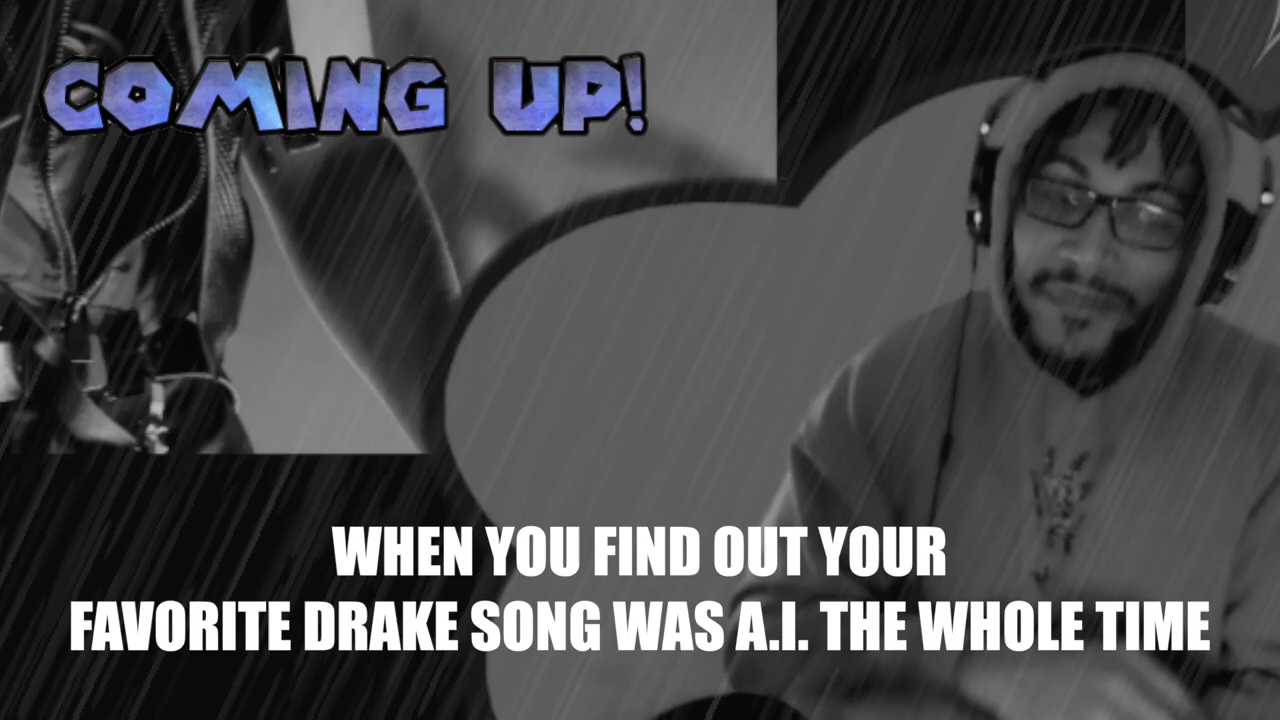 COMING UP!
WHEN YOU FIND OUT YOUR
FAVORITE DRAKE SONG WAS A.I. THE WHOLE TIME